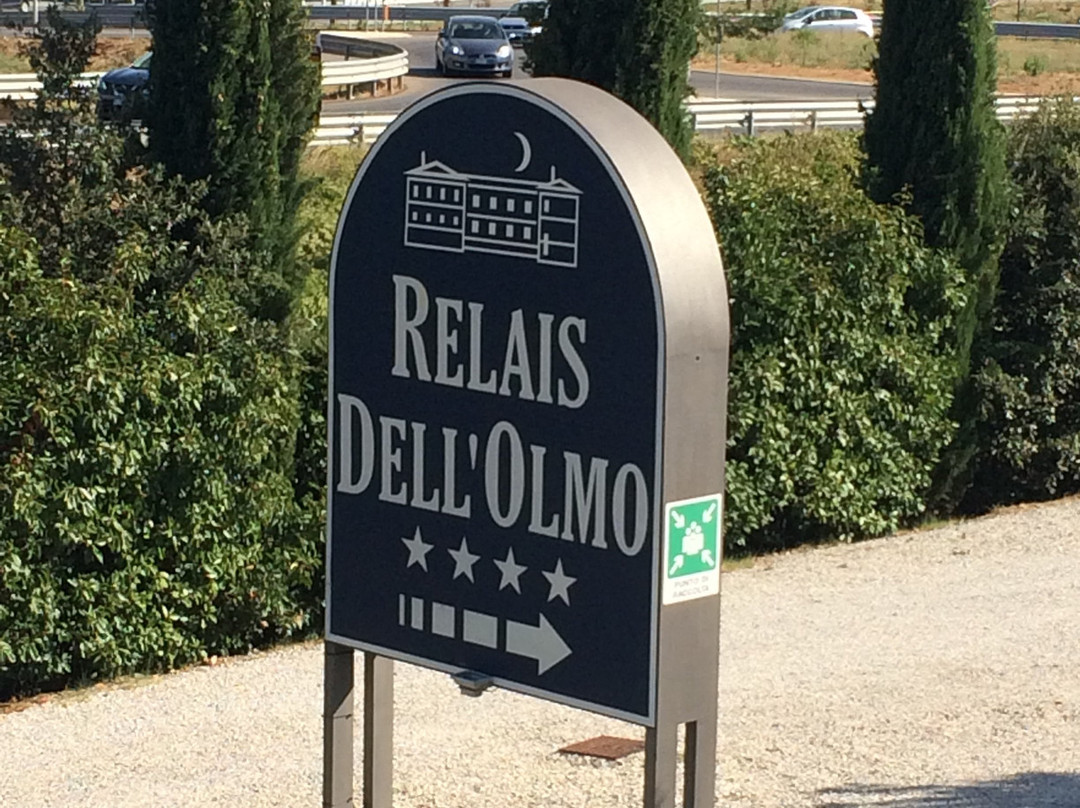 RELAIS
DELL'OLMO
PUNTO DI
RACCOLTA